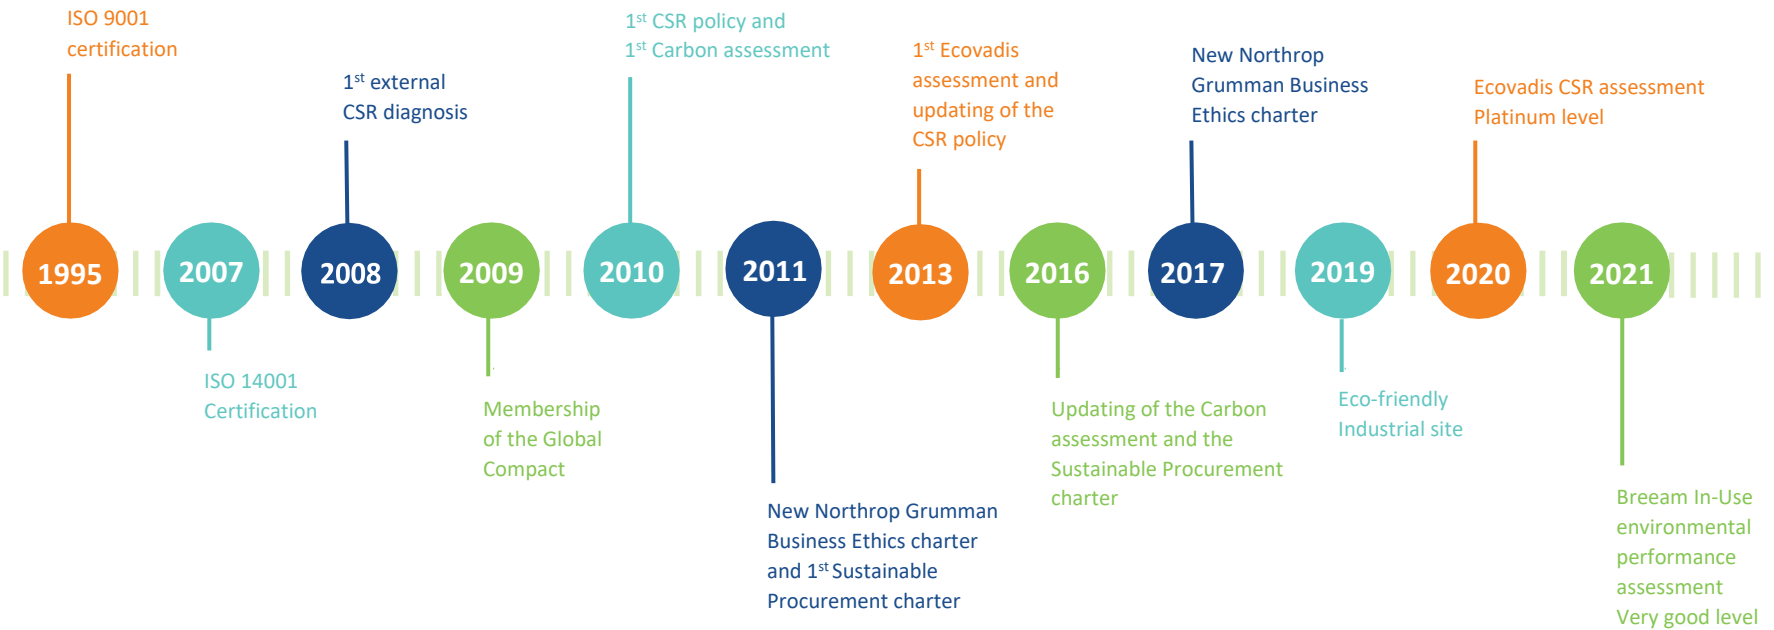 ISO 9001
certification
1st external
CSR diagnosis
1st CSR policy and
1st Carbon assessment
1st Ecovadis
assessment and
updating of the
CSR policy
New Northrop
Grumman Business
Ethics charter
Ecovadis CSR assessment
Platinum level
1995 2007 2008 2009 2010 2011 2013 2016 2017 2019 2020 2021
ISO 14001
Certification
Membership
of the Global
Compact
New Northrop Grumman
Business Ethics charter
and 1st Sustainable
Procurement charter
Updating of the Carbon
assessment and the
Sustainable Procurement
charter
Eco-friendly
Industrial site
Breeam In-Use
environmental
performance
assessment
Very good level